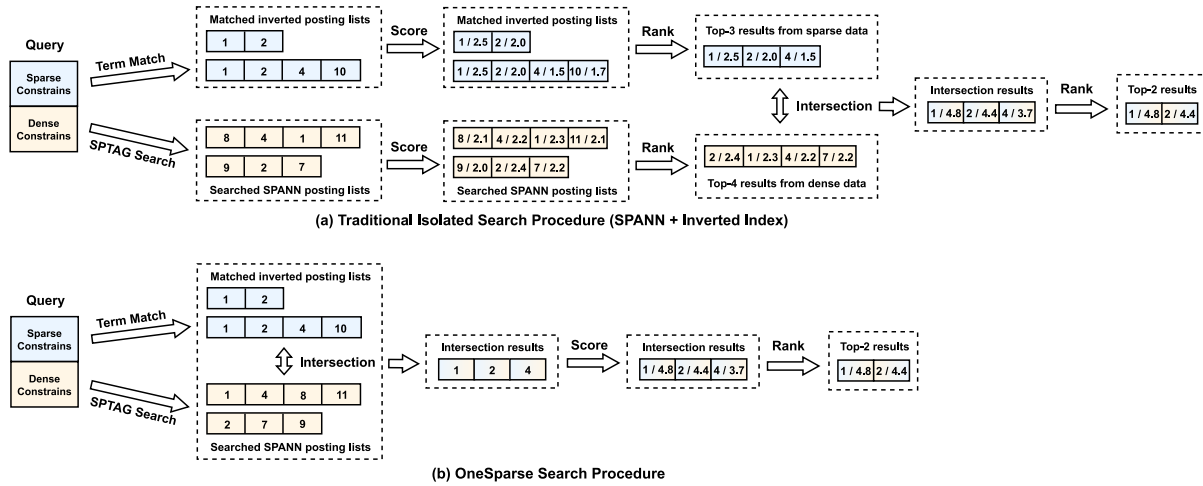 Query
Sparse
Constrains
Dense
Constrains
Term Match
SPTAG Search
Matched inverted posting lists
1 2
1 2 4 10
8 4 1 11
9 2 7
Searched SPANN posting lists
Score
Score
Matched inverted posting lists
1 / 2.5 2 / 2.0
1 / 2.5 2 / 2.0 4 / 1.5 10 / 1.7
8 / 2.1 4 / 2.2 1 / 2.3 11 / 2.1
9 / 2.0 2 / 2.4 7 / 2.2
Searched SPANN posting lists
Rank
Rank
Top-3 results from sparse data
1 / 2.5 2 / 2.0 4 / 1.5
Intersection
2 / 2.4 1 / 2.3 4 / 2.2 7 / 2.2
Top-4 results from dense data
Intersection results
1 / 4.8 2 / 4.4 4 / 3.7
Rank
Top-2 results
1 / 4.8 2 / 4.4
(a) Traditional Isolated Search Procedure (SPANN + Inverted Index)
Query
Sparse
Constrains
Dense
Constrains
Term Match
SPTAG Search
Matched inverted posting lists
1 2
1 2 4 10
Intersection
1 4 8 11
2 7 9
Searched SPANN posting lists
Intersection results
1 2 4
Score
Intersection results
1 / 4.8 2 / 4.4 4 / 3.7
Rank
Top-2 results
1 / 4.8 2 / 4.4
(b) OneSparse Search Procedure